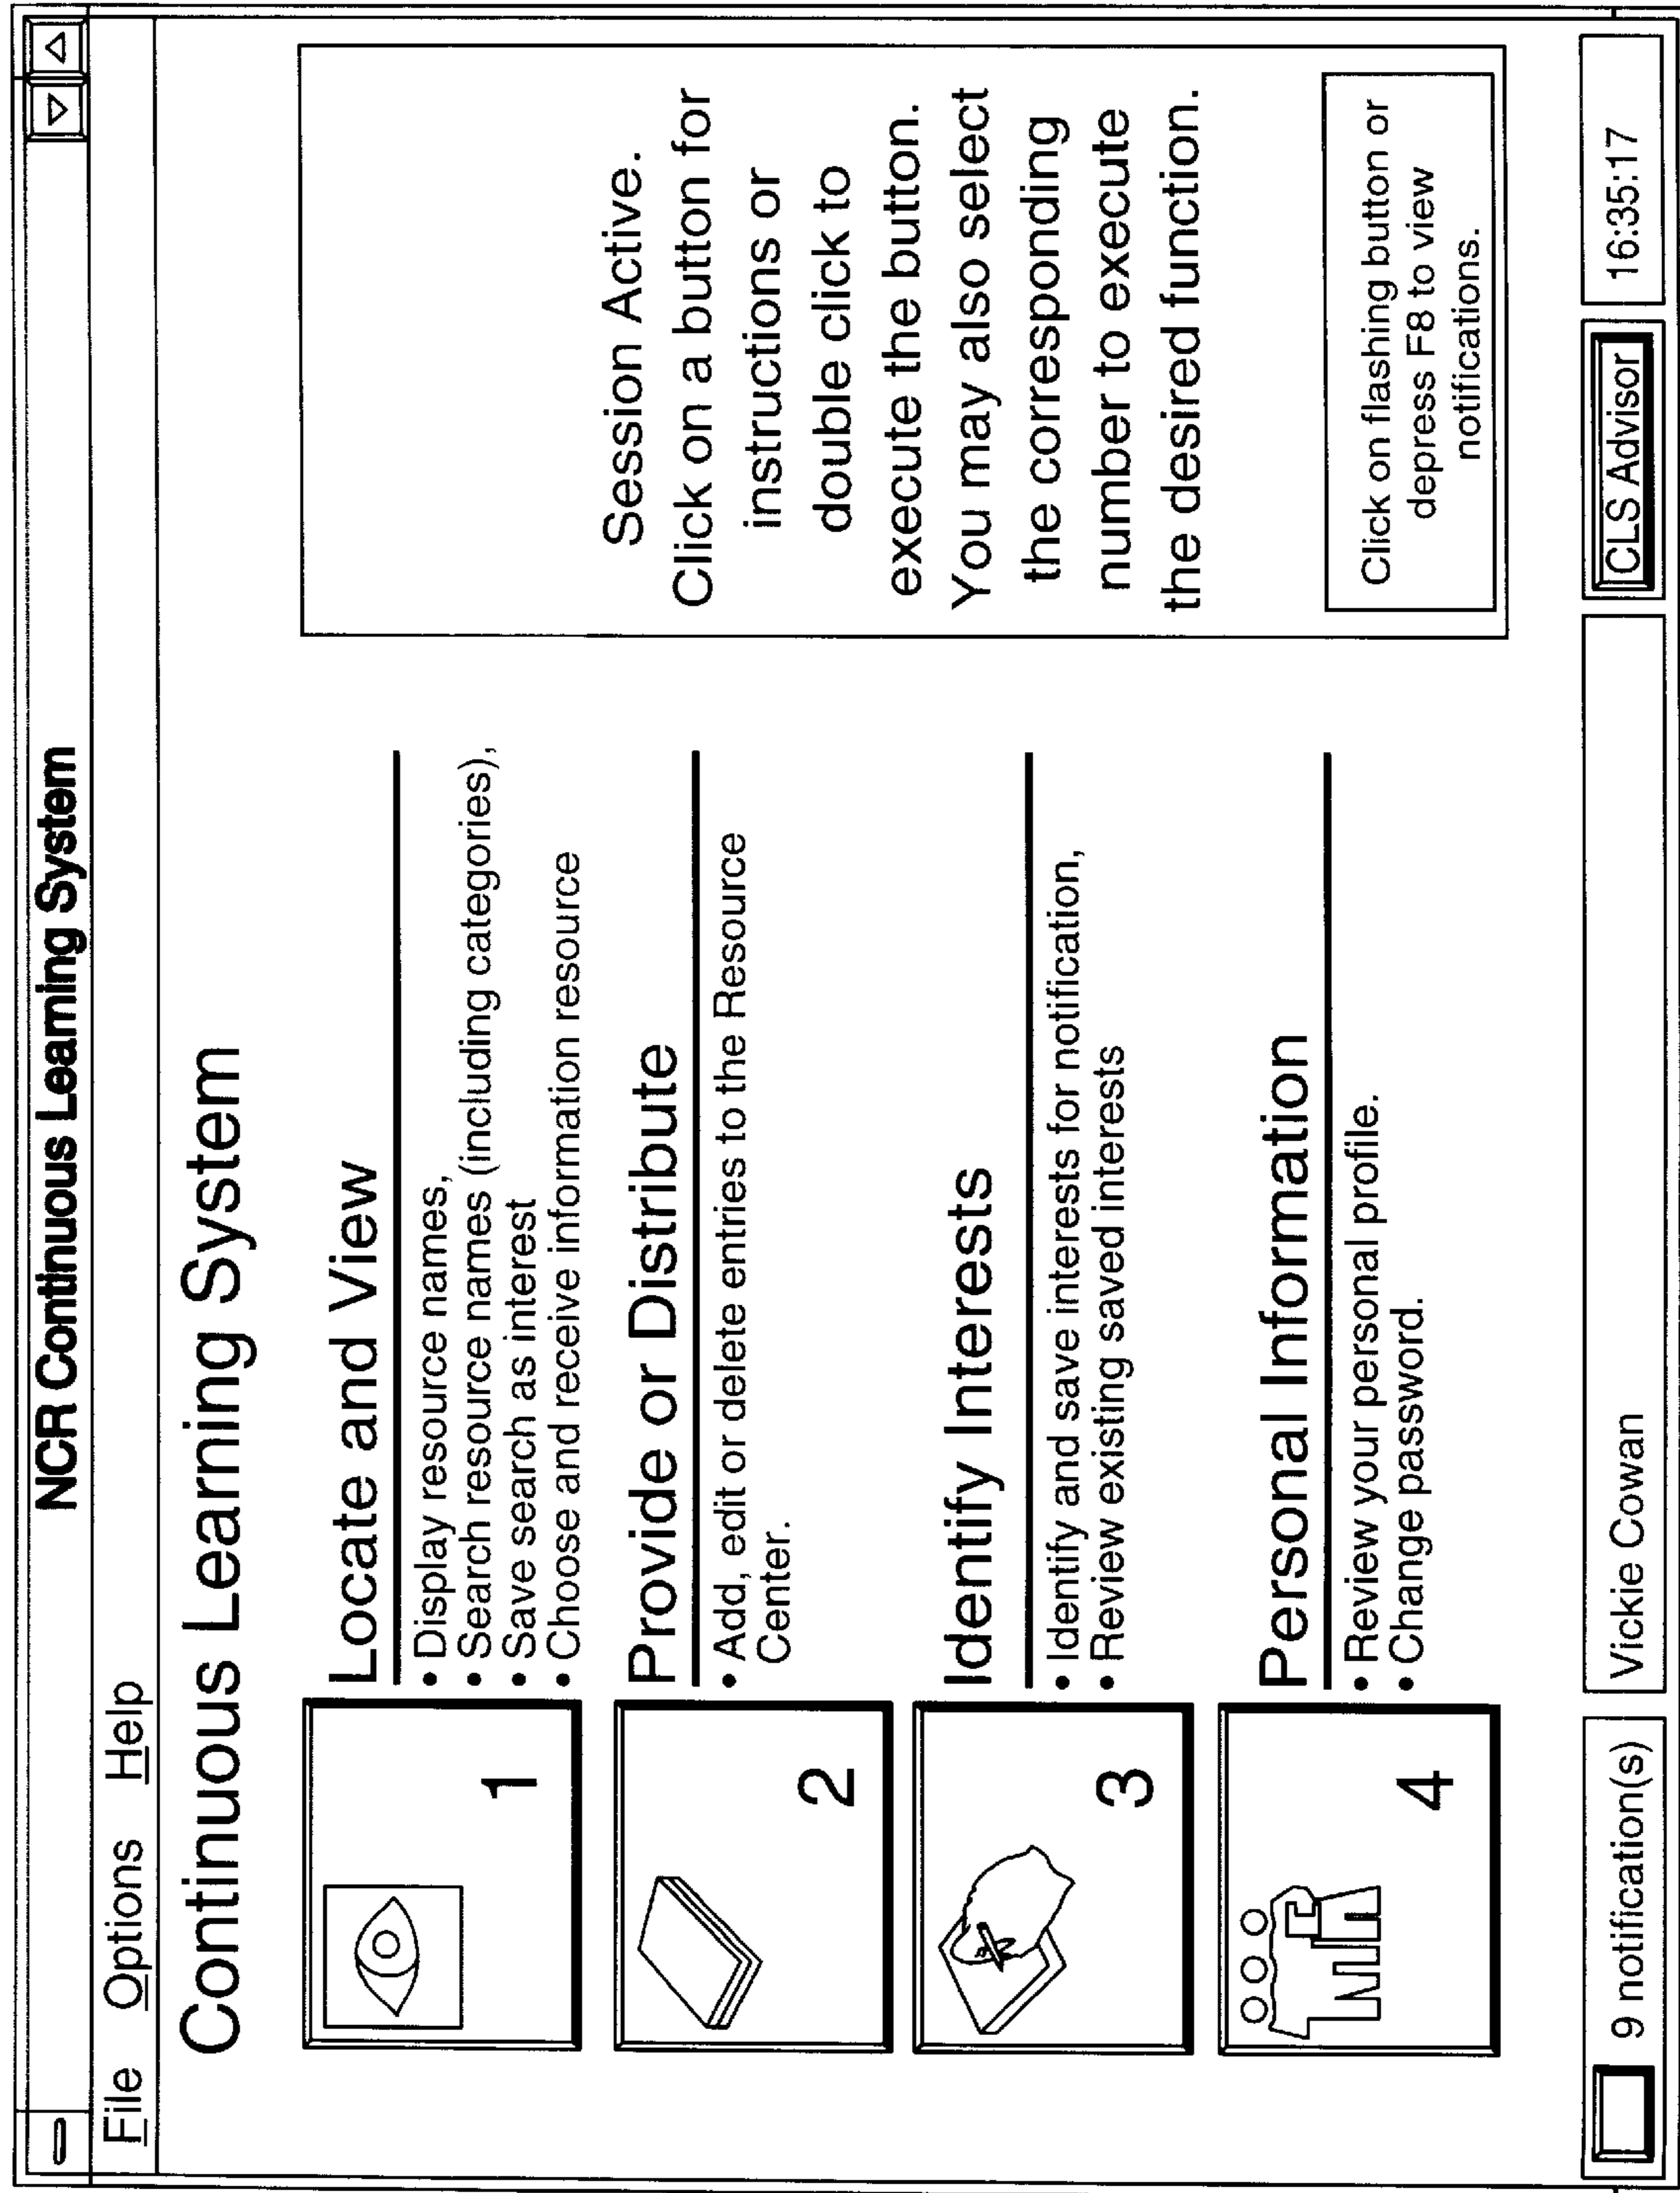 NCR Continuous Learning System
File Options Help
Continuous Learning System
1
Locate and View
• Display resource names,
• Search resource names (including categories),
• Save search as interest
• Choose and receive information resource
2
Provide or Distribute
• Add, edit or delete entries to the Resource
Center.
3
Identify Interests
• Identify and save interests for notification,
• Review existing saved interests
4
Personal Information
• Review your personal profile.
• Change password.
Session Active.
Click on a button for
instructions or
double click to
execute the button.
You may also select
the corresponding
number to execute
the desired function.
Click on flashing button or
depress F8 to view
notifications.
9 notification(s)
Vickie Cowan
CLS Advisor
16:35:17